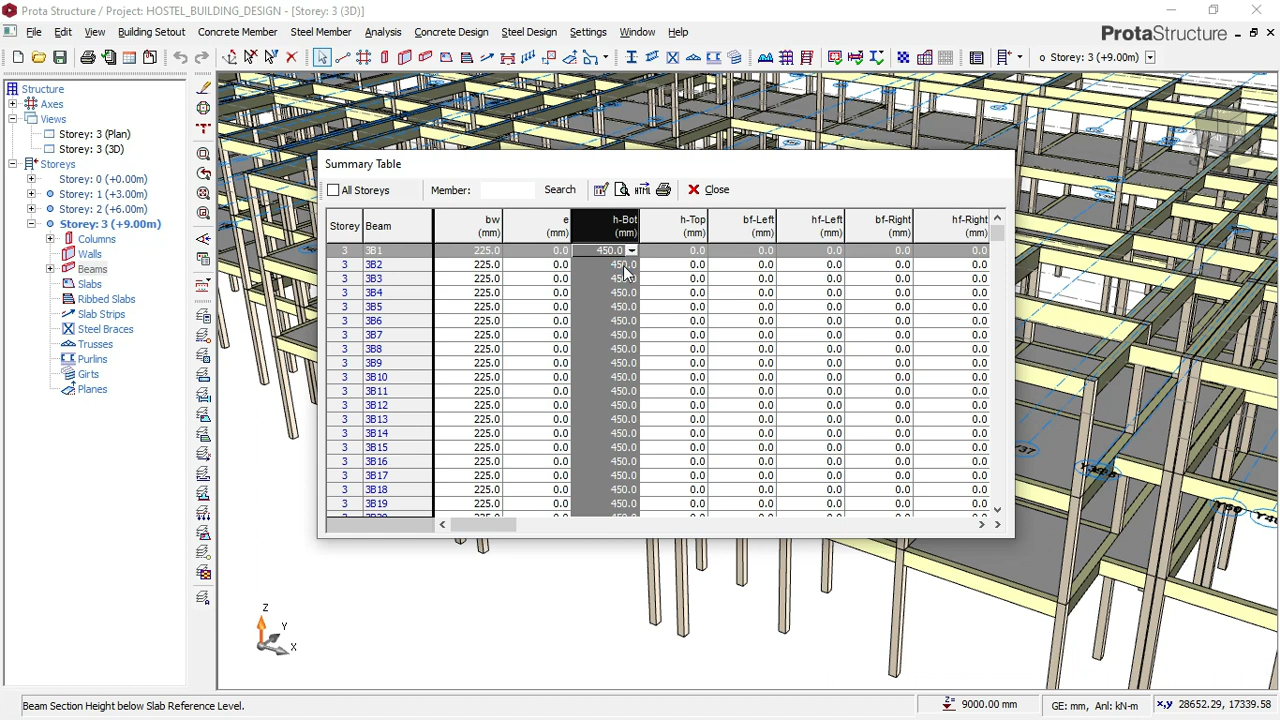 Prota Structure / Project: HOSTEL_BUILDING_DESIGN - [Storey: 3 (3D)]
File Edit View Building Setout Concrete Member Steel Member Analysis Concrete Design Steel Design Settings Window Help
ProtaStructure
o Storey: 3 (+9.00m)
Structure
Axes
Views
Storey: 3 (Plan)
Storey: 3 (3D)
Storeys
Storey: 0 (+0.00m)
Storey: 1 (+3.00m)
Storey: 2 (+6.00m)
Storey: 3 (+9.00m)
Columns
Walls
Beams
Slabs
Ribbed Slabs
Slab Strips
Steel Braces
Trusses
Purlins
Girts
Planes
Summary Table
All Storeys Member: Search HTML Close
Storey Beam bw (mm) e (mm) h-Bot (mm) h-Top (mm) bf-Left (mm) hf-Left (mm) bf-Right (mm) hf-Right (mm)
3 3B1 225.0 0.0 450.0 0.0 0.0 0.0 0.0 0.0
3 3B2 225.0 0.0 450.0 0.0 0.0 0.0 0.0 0.0
3 3B3 225.0 0.0 450.0 0.0 0.0 0.0 0.0 0.0
3 3B4 225.0 0.0 450.0 0.0 0.0 0.0 0.0 0.0
3 3B5 225.0 0.0 450.0 0.0 0.0 0.0 0.0 0.0
3 3B6 225.0 0.0 450.0 0.0 0.0 0.0 0.0 0.0
3 3B7 225.0 0.0 450.0 0.0 0.0 0.0 0.0 0.0
3 3B8 225.0 0.0 450.0 0.0 0.0 0.0 0.0 0.0
3 3B9 225.0 0.0 450.0 0.0 0.0 0.0 0.0 0.0
3 3B10 225.0 0.0 450.0 0.0 0.0 0.0 0.0 0.0
3 3B11 225.0 0.0 450.0 0.0 0.0 0.0 0.0 0.0
3 3B12 225.0 0.0 450.0 0.0 0.0 0.0 0.0 0.0
3 3B13 225.0 0.0 450.0 0.0 0.0 0.0 0.0 0.0
3 3B14 225.0 0.0 450.0 0.0 0.0 0.0 0.0 0.0
3 3B15 225.0 0.0 450.0 0.0 0.0 0.0 0.0 0.0
3 3B16 225.0 0.0 450.0 0.0 0.0 0.0 0.0 0.0
3 3B17 225.0 0.0 450.0 0.0 0.0 0.0 0.0 0.0
3 3B18 225.0 0.0 450.0 0.0 0.0 0.0 0.0 0.0
3 3B19 225.0 0.0 450.0 0.0 0.0 0.0 0.0 0.0
Z
Y
X
Beam Section Height below Slab Reference Level.
Z= 9000.00 mm
GE: mm, Anl: kN-m
x,y 28652.29, 17339.58